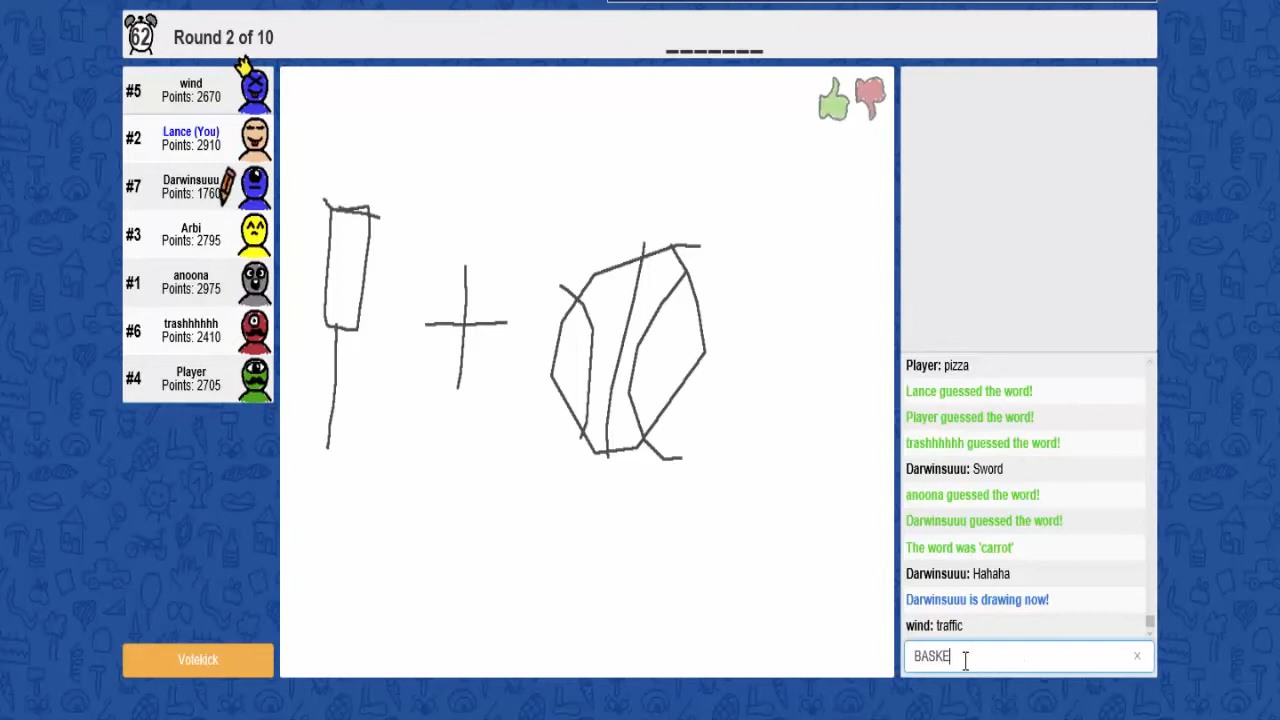 62
Round 2 of 10
_______
#5 wind
Points: 2670
#2 Lance (You)
Points: 2910
#7 Darwinsuuu
Points: 1760
#3 Arbi
Points: 2795
#1 anoona
Points: 2975
#6 trashhhhhh
Points: 2410
#4 Player
Points: 2705
Votekick
Player: pizza
Lance guessed the word!
Player guessed the word!
trashhhhhh guessed the word!
Darwinsuuu: Sword
anoona guessed the word!
Darwinsuuu guessed the word!
The word was 'carrot'
Darwinsuuu: Hahaha
Darwinsuuu is drawing now!
wind: traffic
BASKE
x